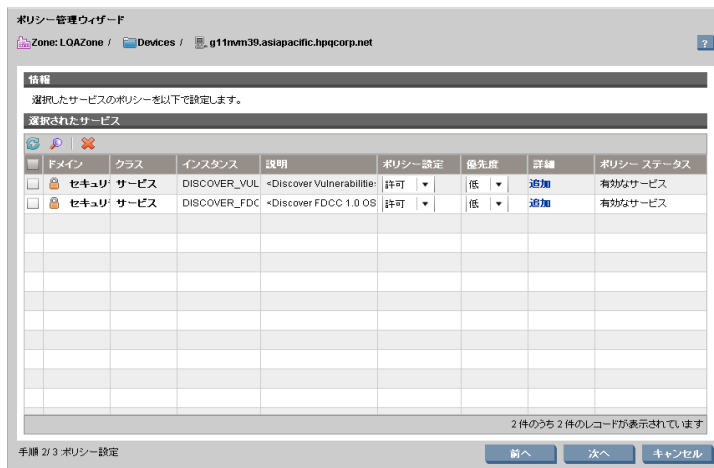 ポリシー管理ウィザード
Zone: LQAZone / Devices / g11nvm39.asiapacific.hpqcorp.net ?
情報
選択したサービスのポリシーを以下で設定します。
選択されたサービス
ドメイン クラス インスタンス 説明 ポリシー設定 優先度 詳細 ポリシー ステータス
セキュリ サービス DISCOVER_VUL <Discover Vulnerabilitie: 許可 低 追加 有効なサービス
セキュリ サービス DISCOVER_FDC <Discover FDCC 1.0 OS 許可 低 追加 有効なサービス
2 件のうち 2 件のレコードが表示されています
手順 2/ 3 :ポリシー設定 前へ 次へ キャンセル